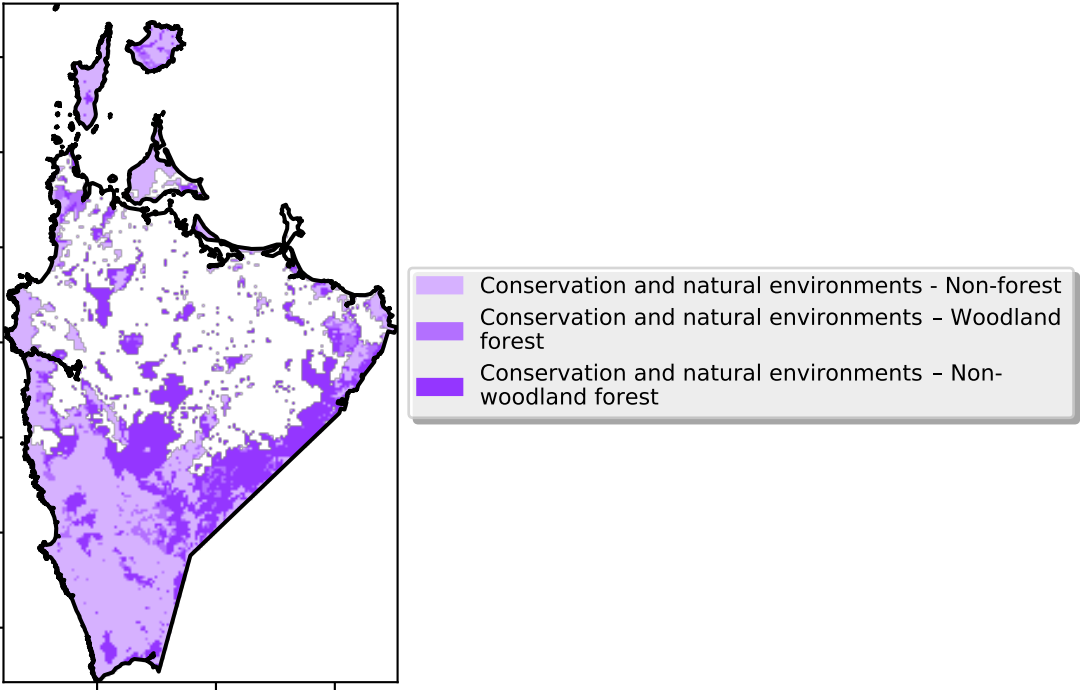 Conservation and natural environments - Non-forest
Conservation and natural environments – Woodland
forest
Conservation and natural environments – Non-
woodland forest